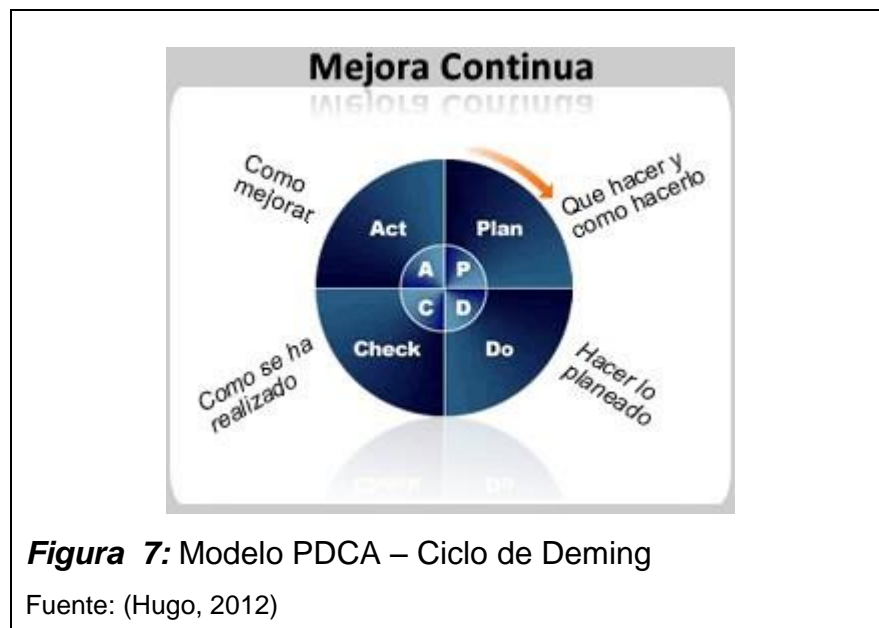 Mejora Continua
Como
mejorar
Que hacer y
como hacerlo
Act
Plan
A
P
C
D
Check
Do
Como se ha
realizado
Hacer lo
planeado
Figura 7: Modelo PDCA – Ciclo de Deming
Fuente: (Hugo, 2012)